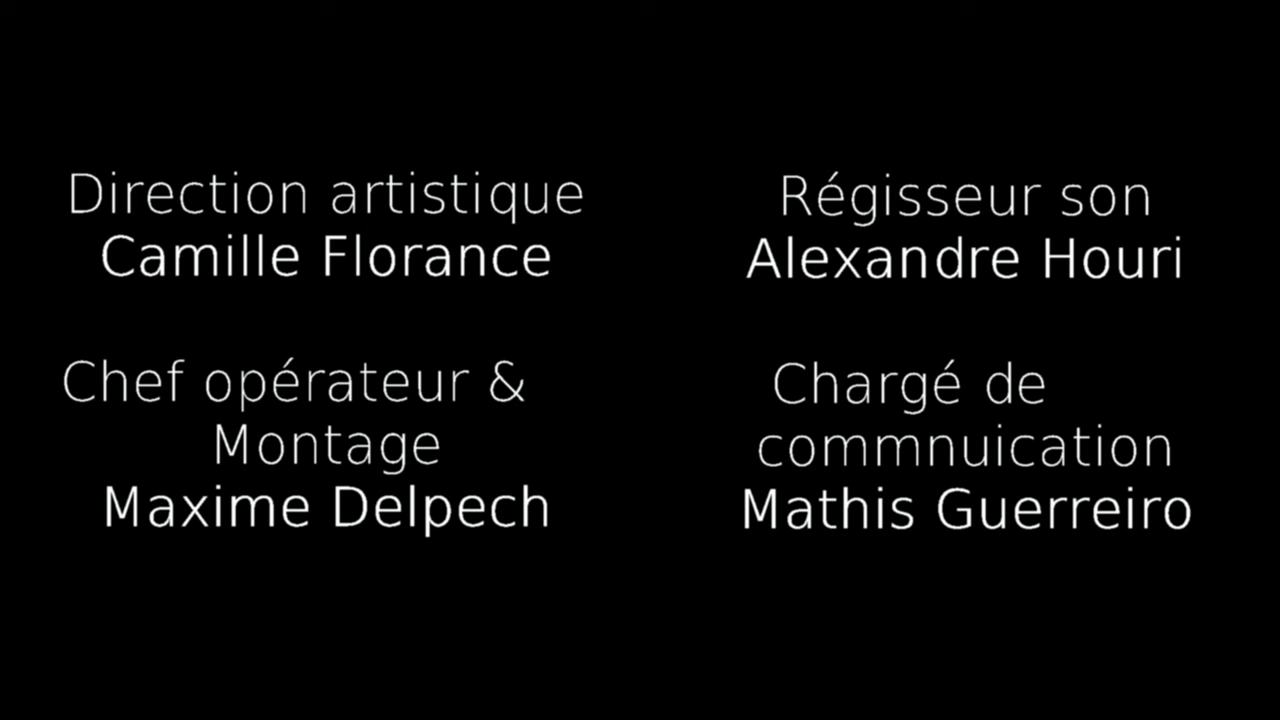 Direction artistique
Camille Florance
Chef opérateur &
Montage
Maxime Delpech
Régisseur son
Alexandre Houri
Chargé de
commnuication
Mathis Guerreiro